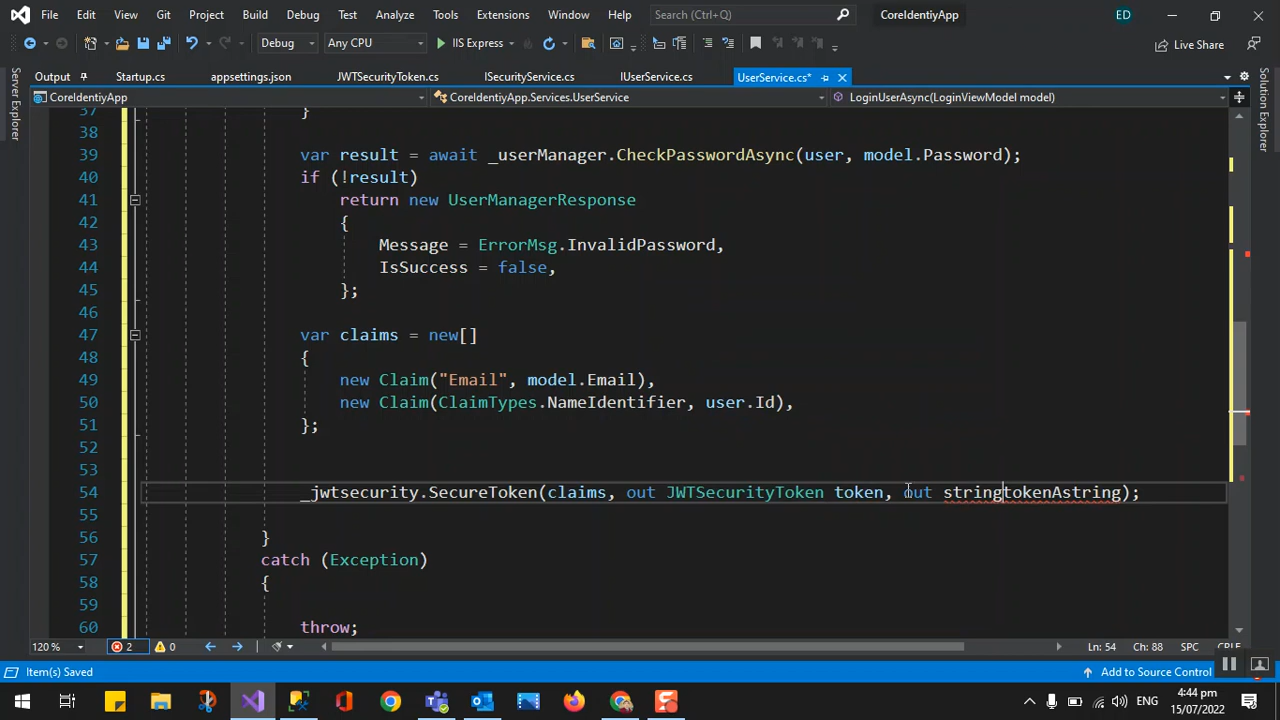 File Edit View Git Project Build Debug Test Analyze Tools Extensions Window Help Search (Ctrl+Q) CoreIdentiyApp ED
Debug Any CPU IIS Express Live Share
Output Startup.cs appsettings.json JWTSecurityToken.cs ISecurityService.cs IUserService.cs UserService.cs*
CoreIdentiyApp CoreIdentiyApp.Services.UserService LoginUserAsync(LoginViewModel model)
Server Explorer
Solution Explorer
37 }
38
39 var result = await _userManager.CheckPasswordAsync(user, model.Password);
40 if (!result)
41 return new UserManagerResponse
42 {
43 Message = ErrorMsg.InvalidPassword,
44 IsSuccess = false,
45 };
46
47 var claims = new[]
48 {
49 new Claim("Email", model.Email),
50 new Claim(ClaimTypes.NameIdentifier, user.Id),
51 };
52
53
54 _jwtsecurity.SecureToken(claims, out JWTSecurityToken token, out stringtokenAstring);
55
56 }
57 catch (Exception)
58 {
59
60 throw;
120 % 2 0 Ln: 54 Ch: 88 SPC CRLF
Item(s) Saved Add to Source Control
ENG 4:44 pm
15/07/2022